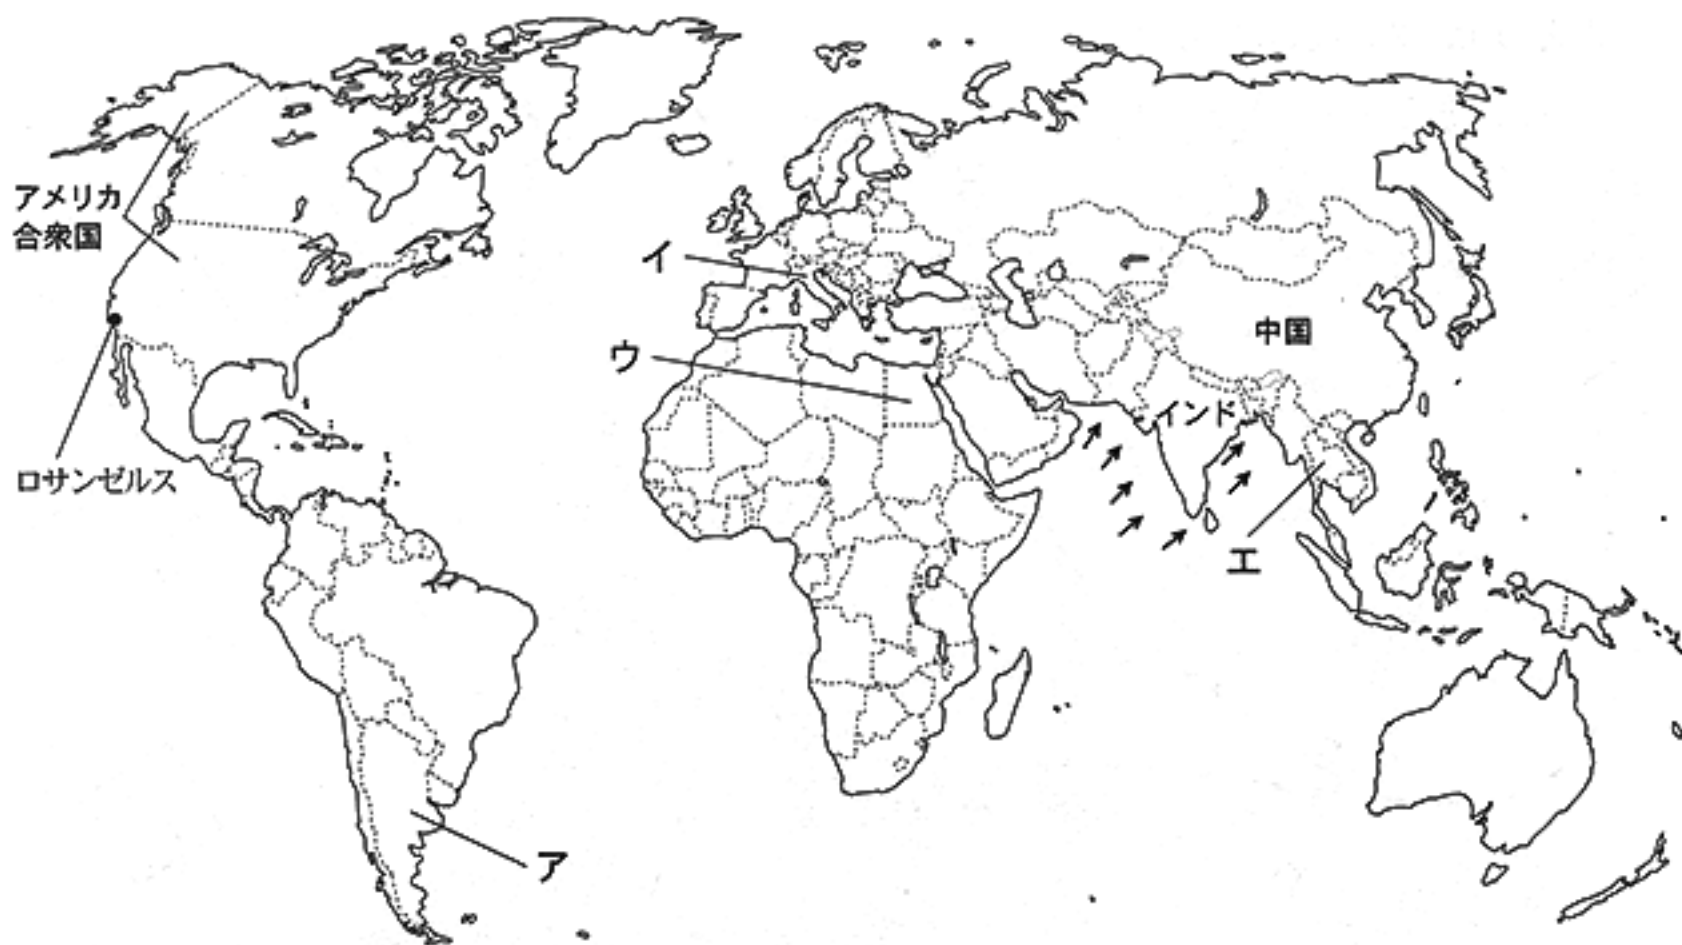 アメリカ
合衆国
イ
ウ
中国
インド
ロサンゼルス
エ
ア